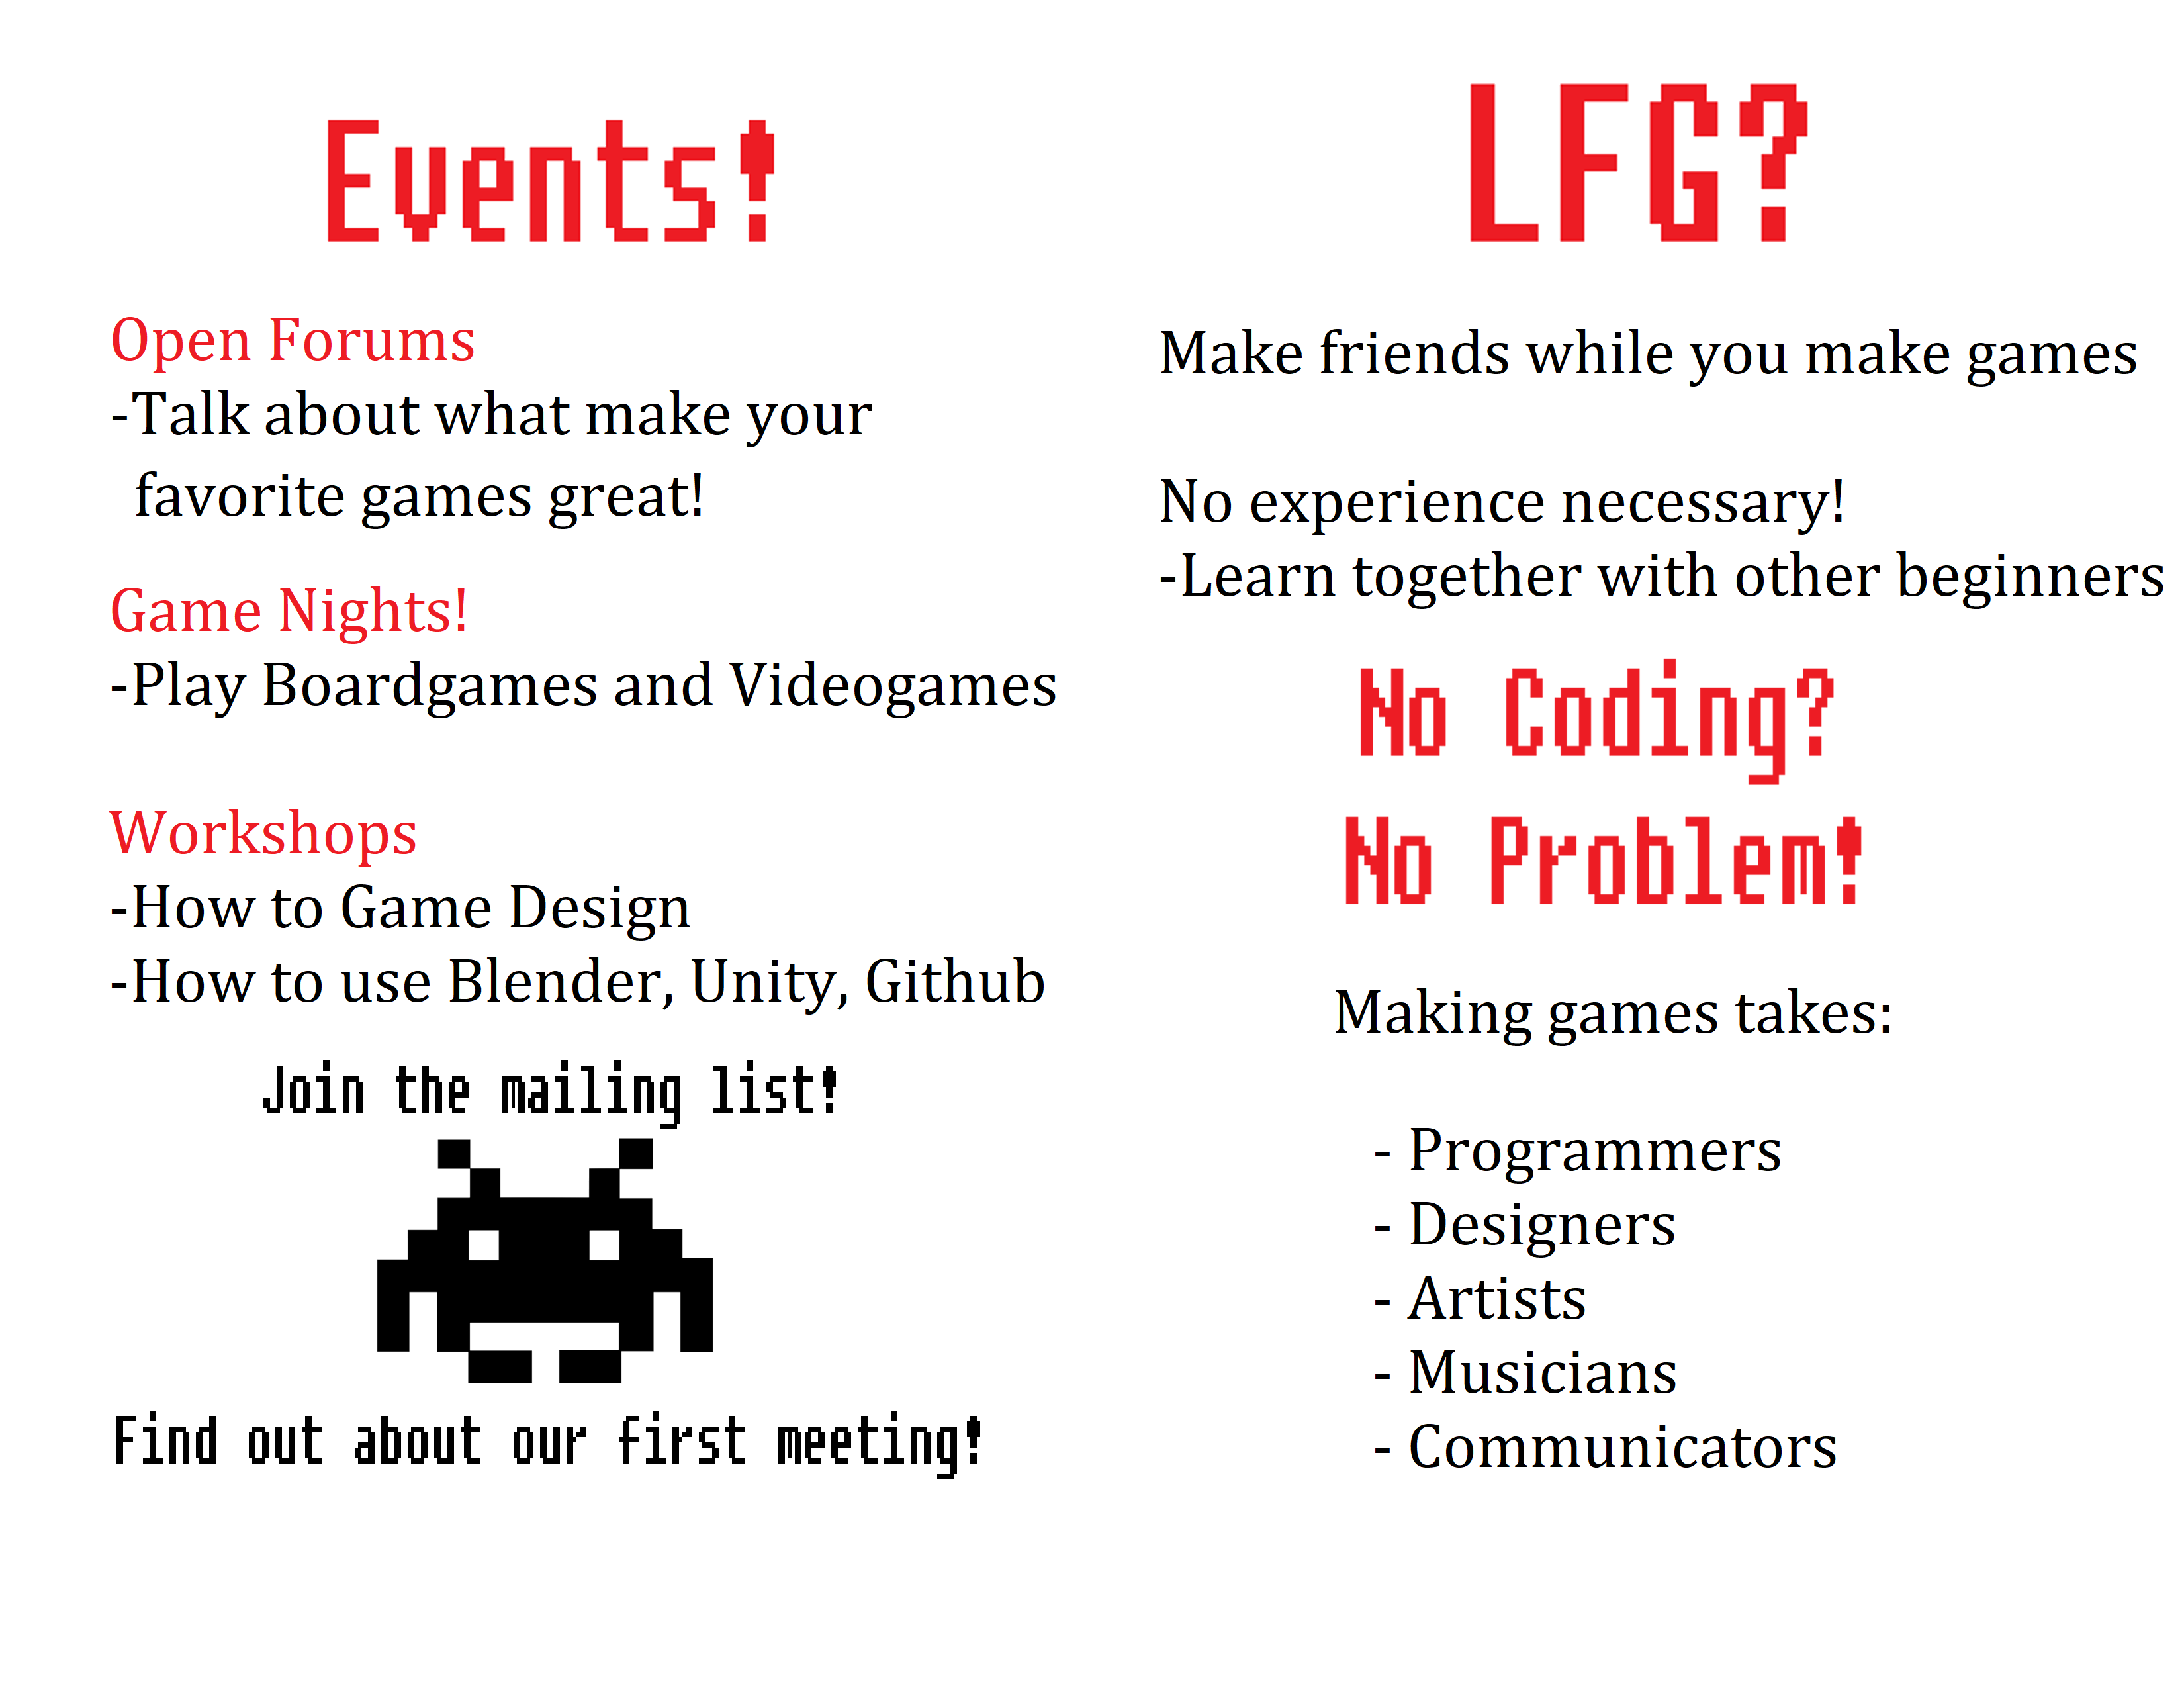 Events!
Open Forums
-Talk about what make your
favorite games great!
Game Nights!
-Play Boardgames and Videogames
Workshops
-How to Game Design
-How to use Blender, Unity, Github
Join the mailing list!
Find out about our first meeting!
LFG?
Make friends while you make games
No experience necessary!
-Learn together with other beginners
No Coding?
No Problem!
Making games takes:
- Programmers
- Designers
- Artists
- Musicians
- Communicators